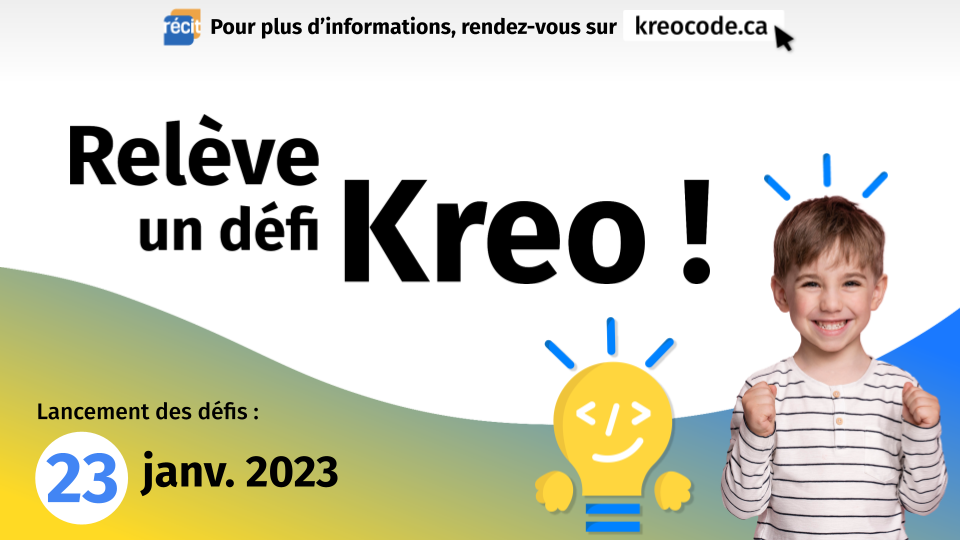 récit Pour plus d’informations, rendez-vous sur kreocode.ca
Relève
un défi
Kreo !
Lancement des défis :
23 janv. 2023